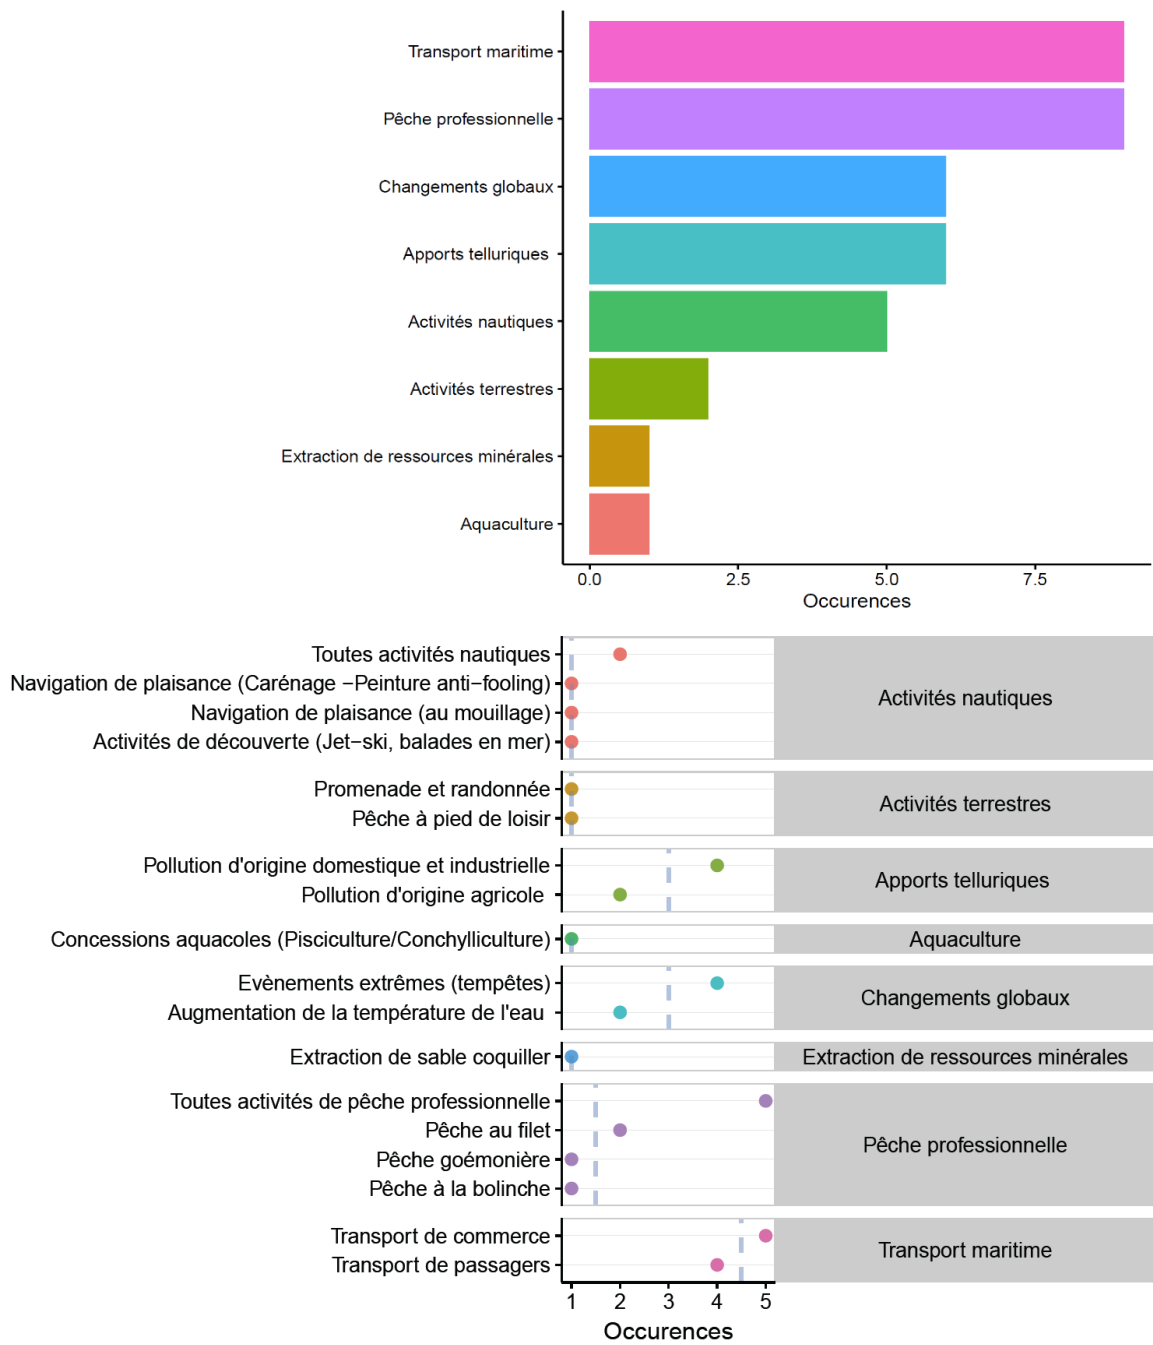 Transport maritime
Pêche professionnelle
Changements globaux
Apports telluriques
Activités nautiques
Activités terrestres
Extraction de ressources minérales
Aquaculture
0.0 2.5 5.0 7.5
Occurences
Toutes activités nautiques
Navigation de plaisance (Carénage −Peinture anti−fooling)
Navigation de plaisance (au mouillage)
Activités de découverte (Jet−ski, balades en mer)
Activités nautiques
Promenade et randonnée
Pêche à pied de loisir
Activités terrestres
Pollution d'origine domestique et industrielle
Pollution d'origine agricole
Apports telluriques
Concessions aquacoles (Pisciculture/Conchylliculture)
Aquaculture
Evènements extrêmes (tempêtes)
Augmentation de la température de l'eau
Changements globaux
Extraction de sable coquiller
Extraction de ressources minérales
Toutes activités de pêche professionnelle
Pêche au filet
Pêche goémonière
Pêche à la bolinche
Pêche professionnelle
Transport de commerce
Transport de passagers
Transport maritime
1 2 3 4 5
Occurences